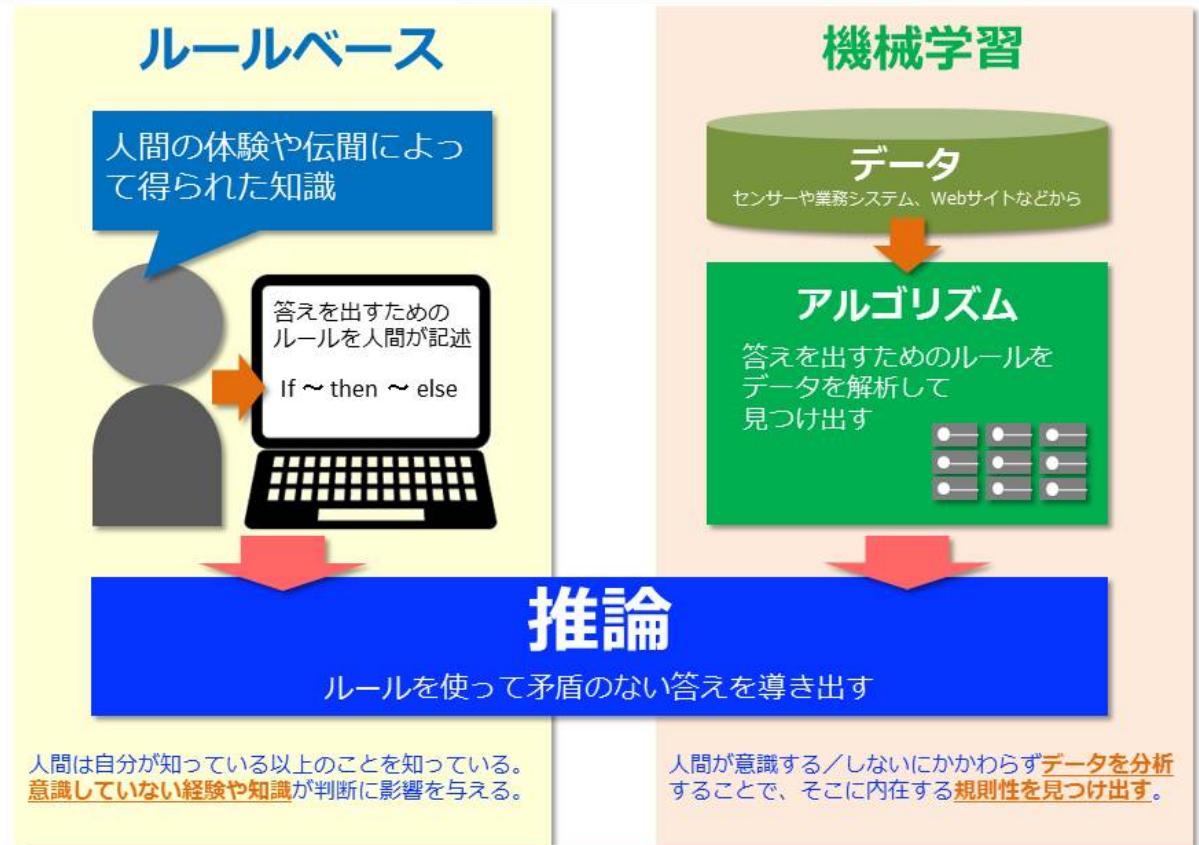 ルールベース
人間の体験や伝聞によっ
て得られた知識
答えを出すための
ルールを人間が記述
If ～ then ～ else
機械学習
データ
センサーや業務システム、Webサイトなどから
アルゴリズム
答えを出すためのルールを
データを解析して
見つけ出す
推論
ルールを使って矛盾のない答えを導き出す
人間は自分が知っている以上のことを知っている。
意識していない経験や知識が判断に影響を与える。
人間が意識する／しないにかかわらずデータを分析
することで、そこに内在する規則性を見つけ出す。